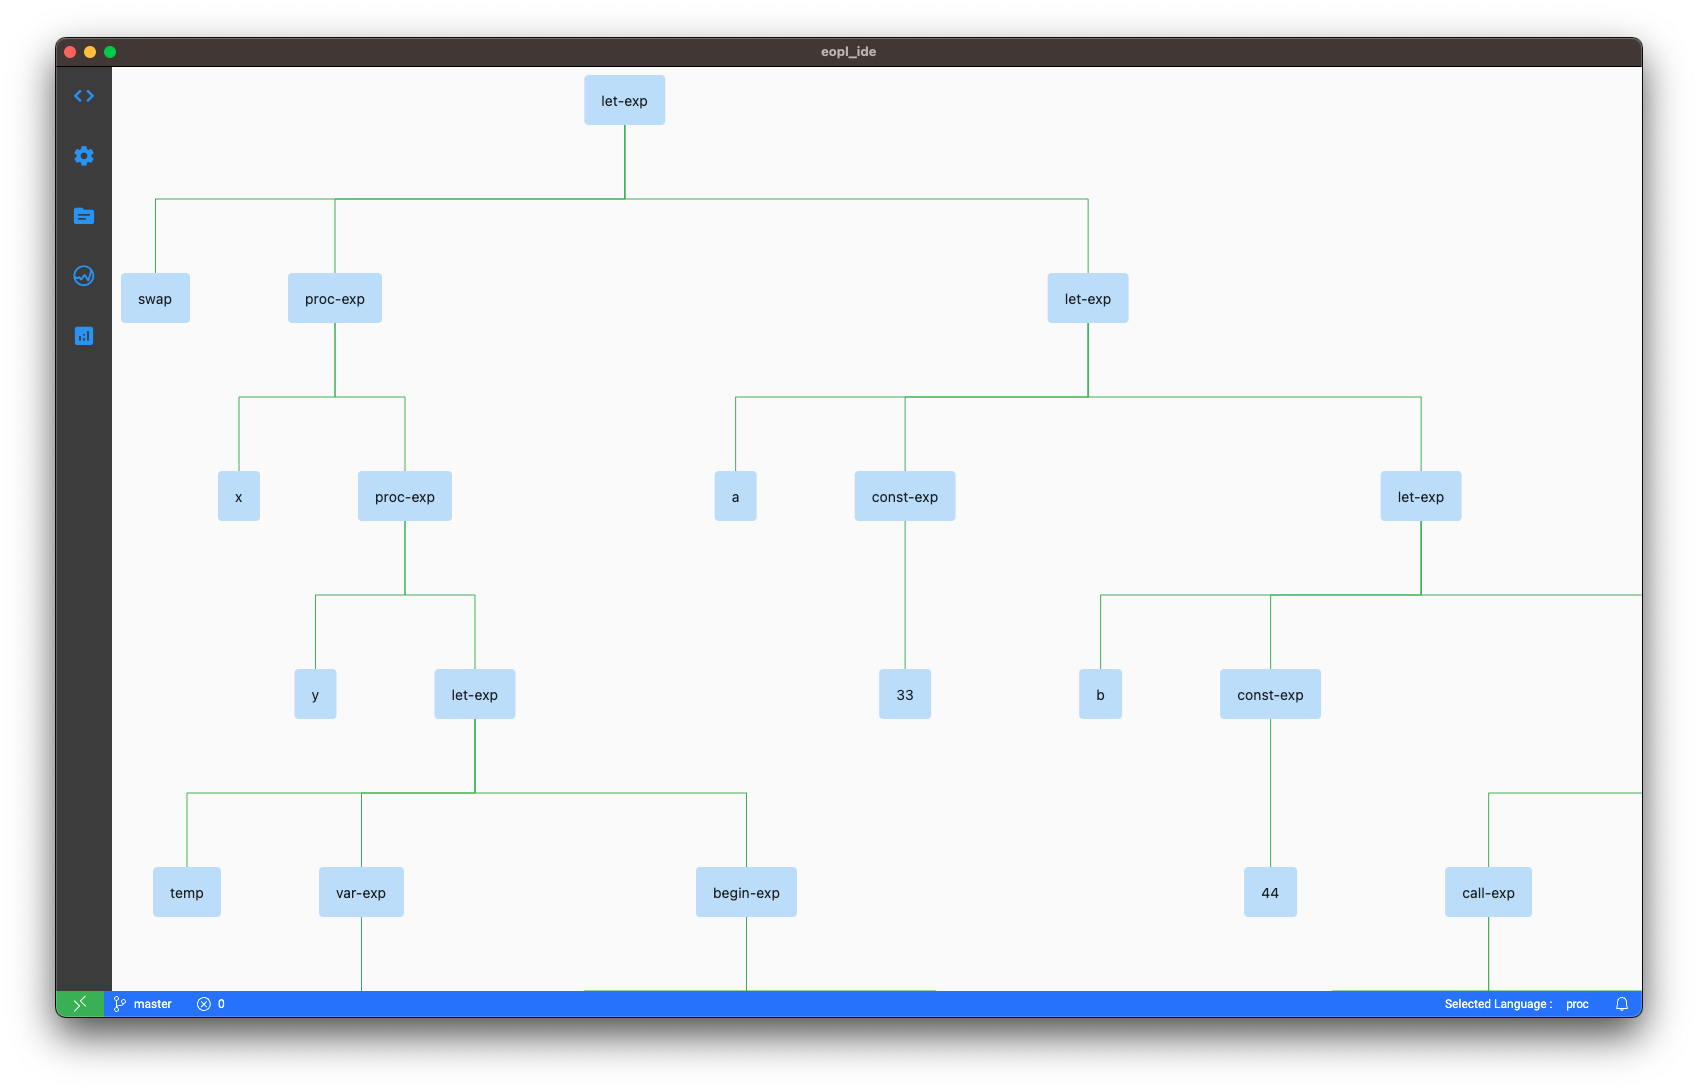 eopl_ide
let-exp
swap
proc-exp
let-exp
x
proc-exp
a
const-exp
let-exp
y
let-exp
33
b
const-exp
temp
var-exp
begin-exp
44
call-exp
master
0
Selected Language : proc